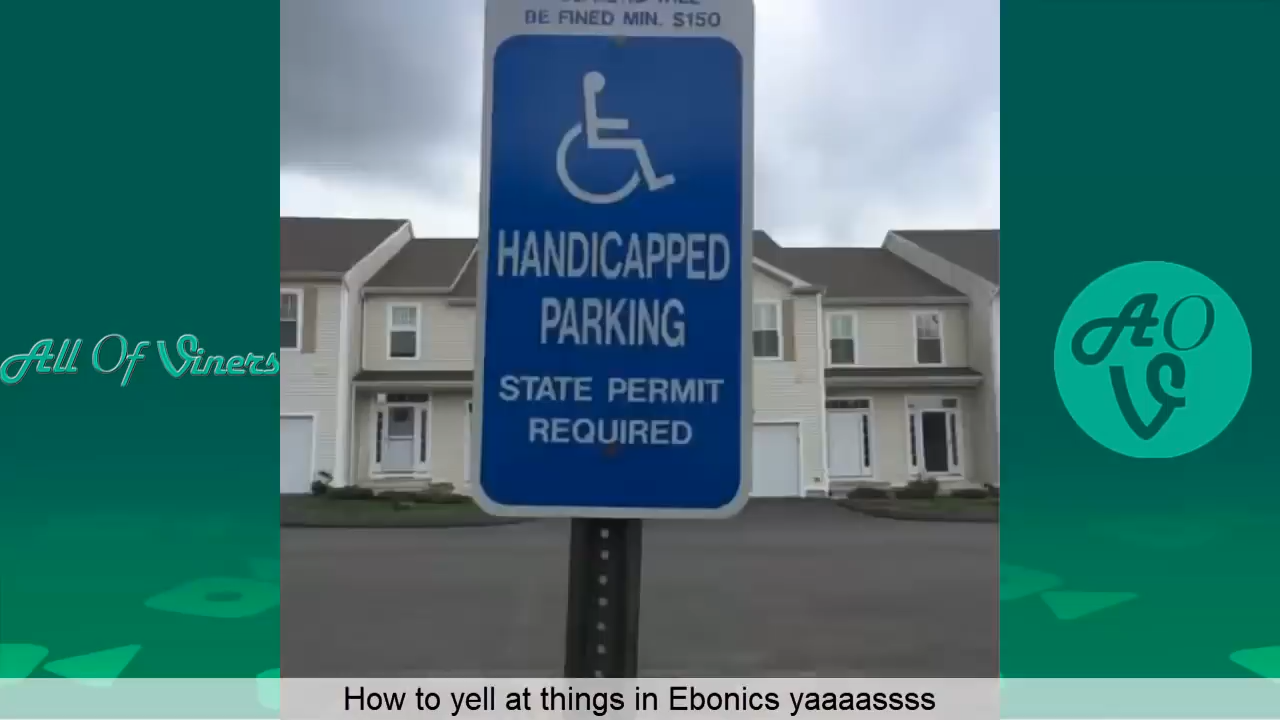 BE FINED MIN. $150
HANDICAPPED
PARKING
STATE PERMIT
REQUIRED
All Of Viners
AOV
How to yell at things in Ebonics yaaaassss